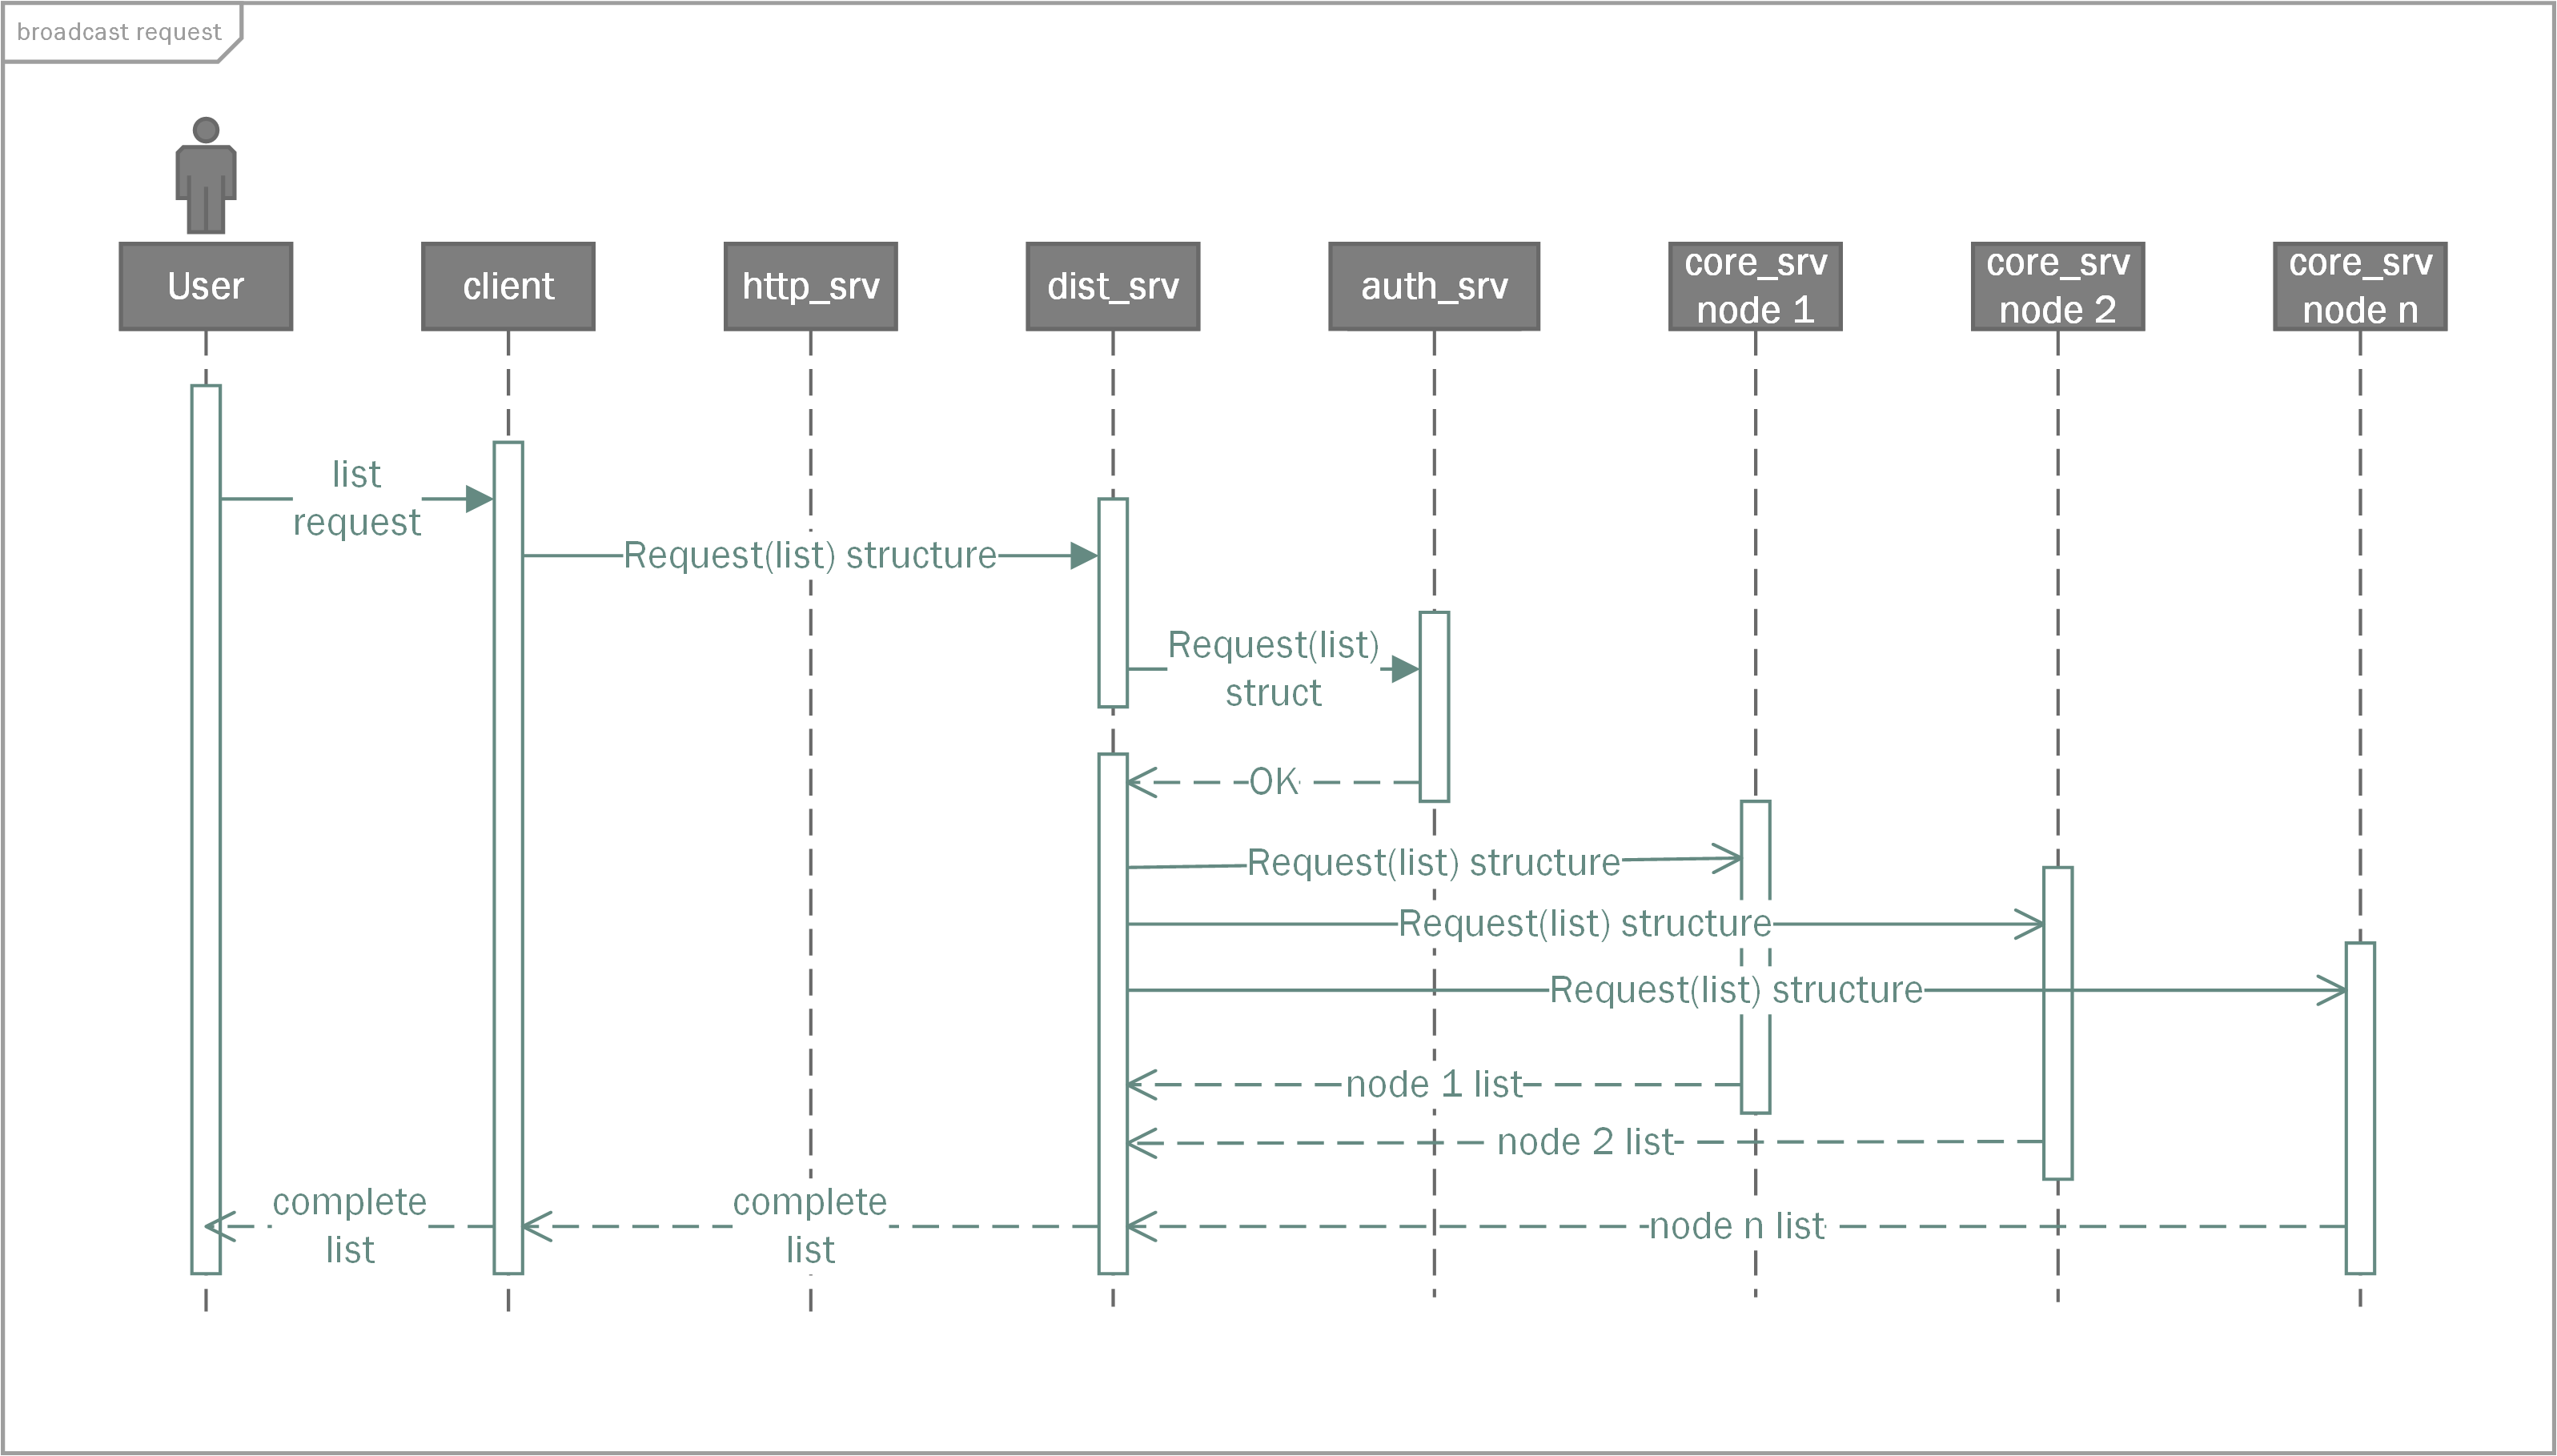 broadcast request
User
client
http_srv
dist_srv
auth_srv
core_srv
node 1
core_srv
node 2
core_srv
node n
list
request
Request(list) structure
Request(list)
struct
OK
Request(list) structure
Request(list) structure
Request(list) structure
node 1 list
node 2 list
complete
list
complete
list
node n list